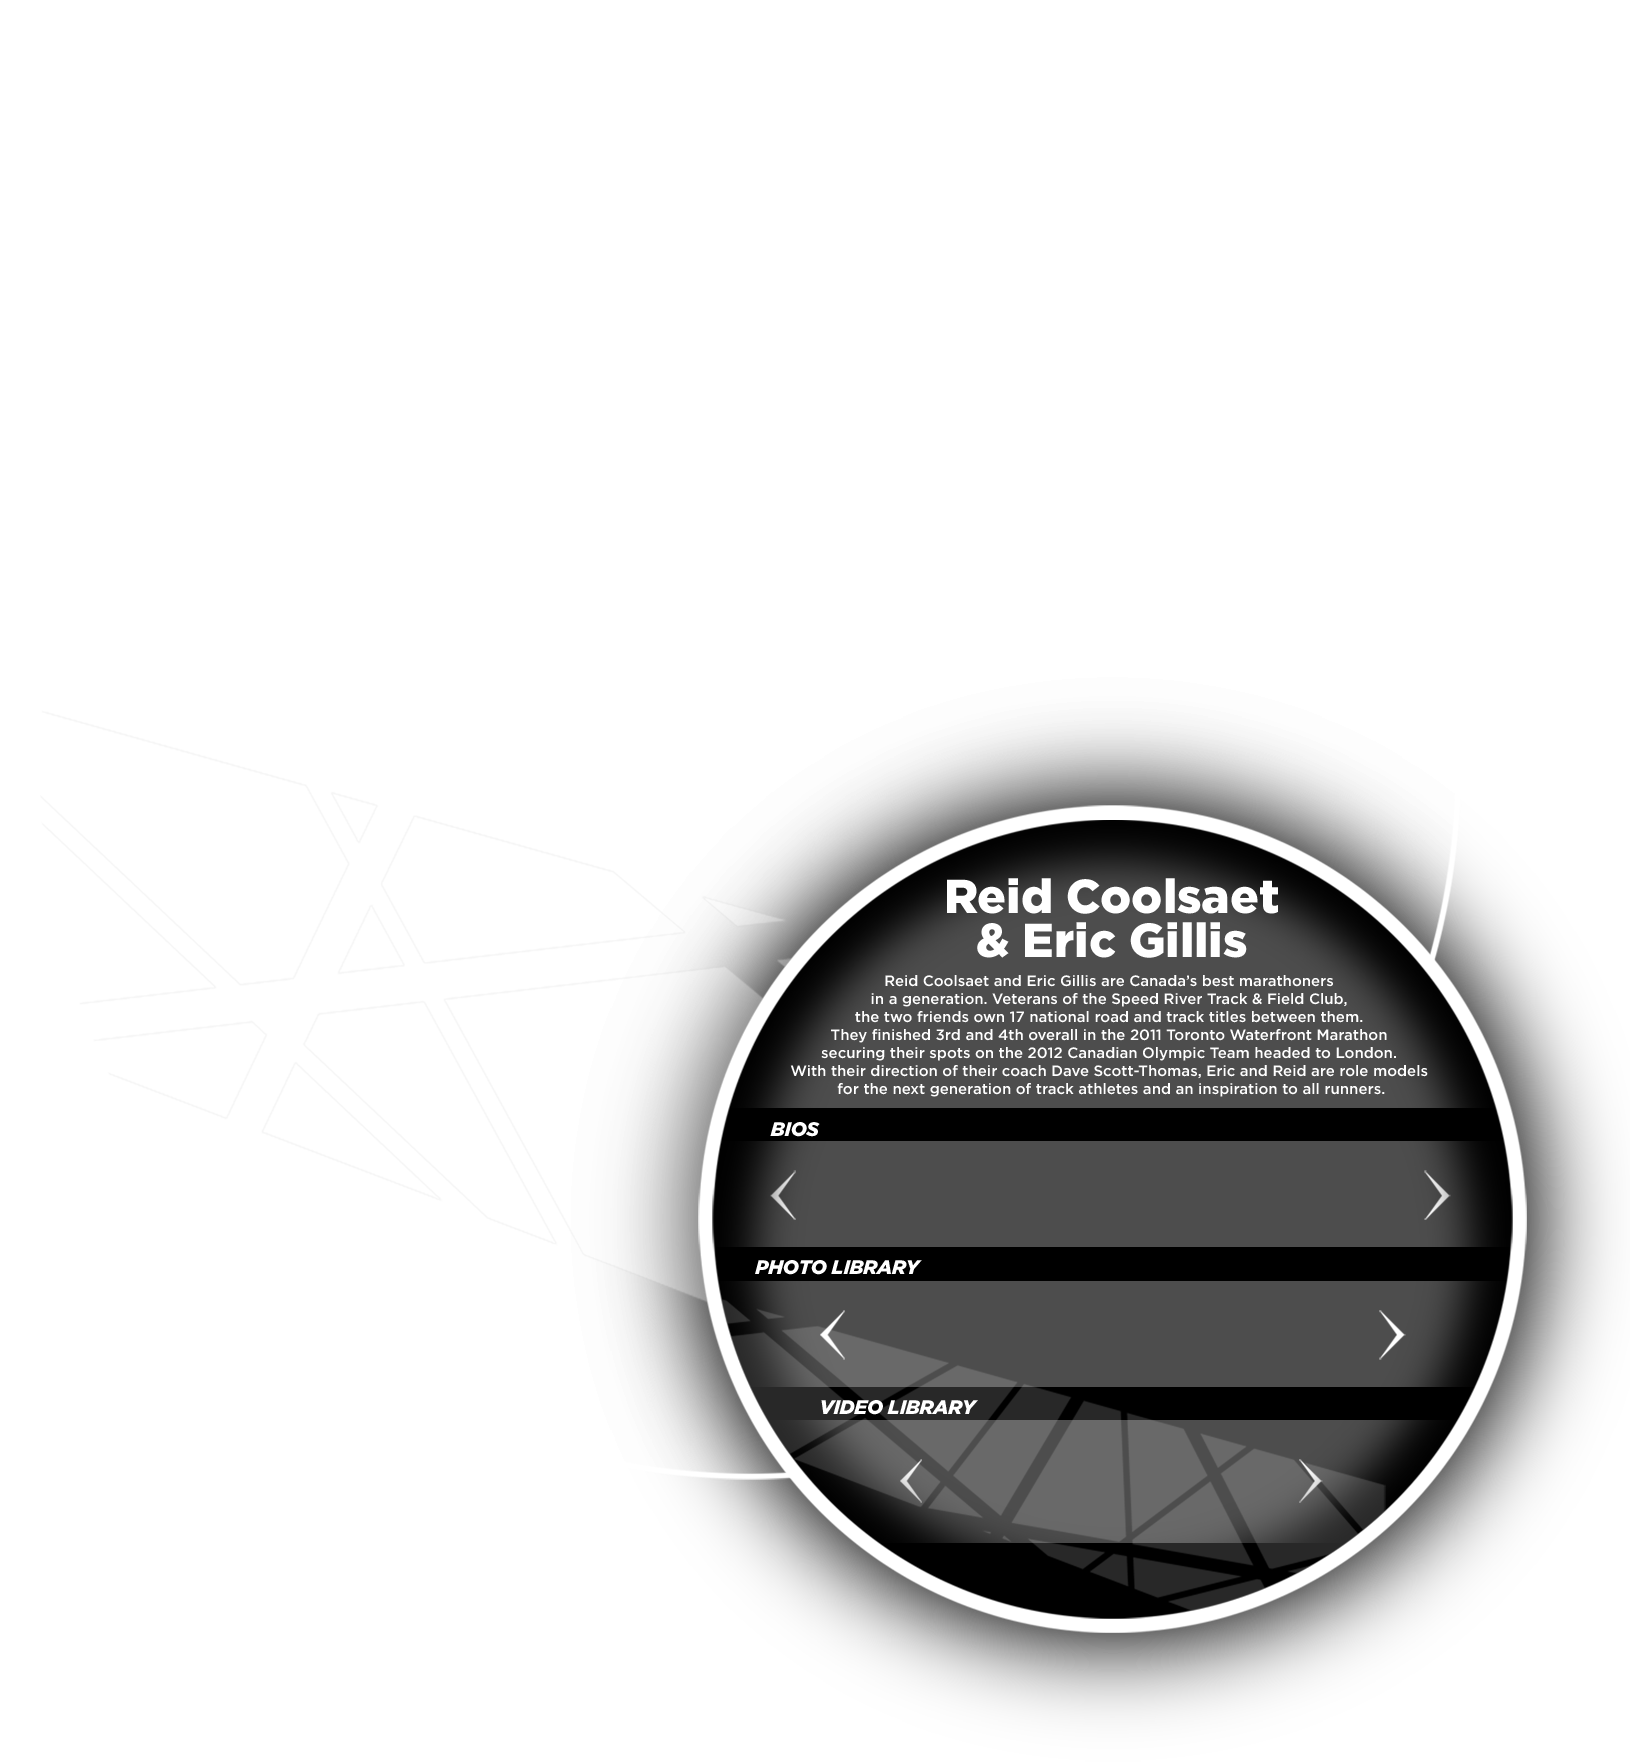 Reid Coolsaet
& Eric Gillis
Reid Coolsaet and Eric Gillis are Canada’s best marathoners
in a generation. Veterans of the Speed River Track & Field Club,
the two friends own 17 national road and track titles between them.
They finished 3rd and 4th overall in the 2011 Toronto Waterfront Marathon
securing their spots on the 2012 Canadian Olympic Team headed to London.
With their direction of their coach Dave Scott-Thomas, Eric and Reid are role models
for the next generation of track athletes and an inspiration to all runners.
BIOS
PHOTO LIBRARY
VIDEO LIBRARY